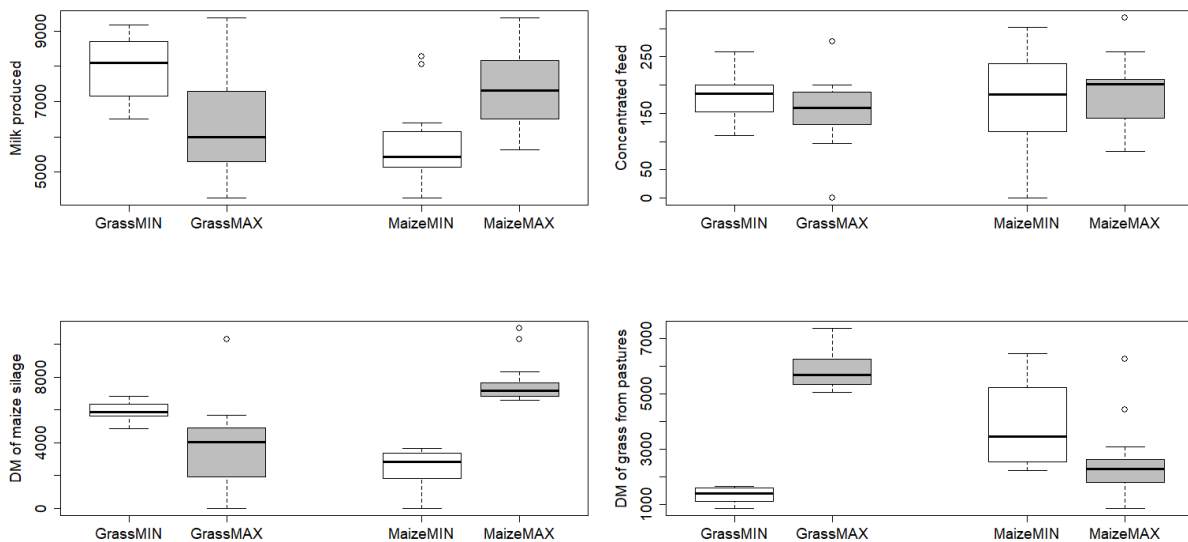 Milk produced
9000
7000
5000
GrassMIN GrassMAX MaizeMIN MaizeMAX
Concentrated feed
250
150
50
0
GrassMIN GrassMAX MaizeMIN MaizeMAX
DM of maize silage
8000
4000
0
GrassMIN GrassMAX MaizeMIN MaizeMAX
DM of grass from pastures
7000
5000
3000
1000
GrassMIN GrassMAX MaizeMIN MaizeMAX